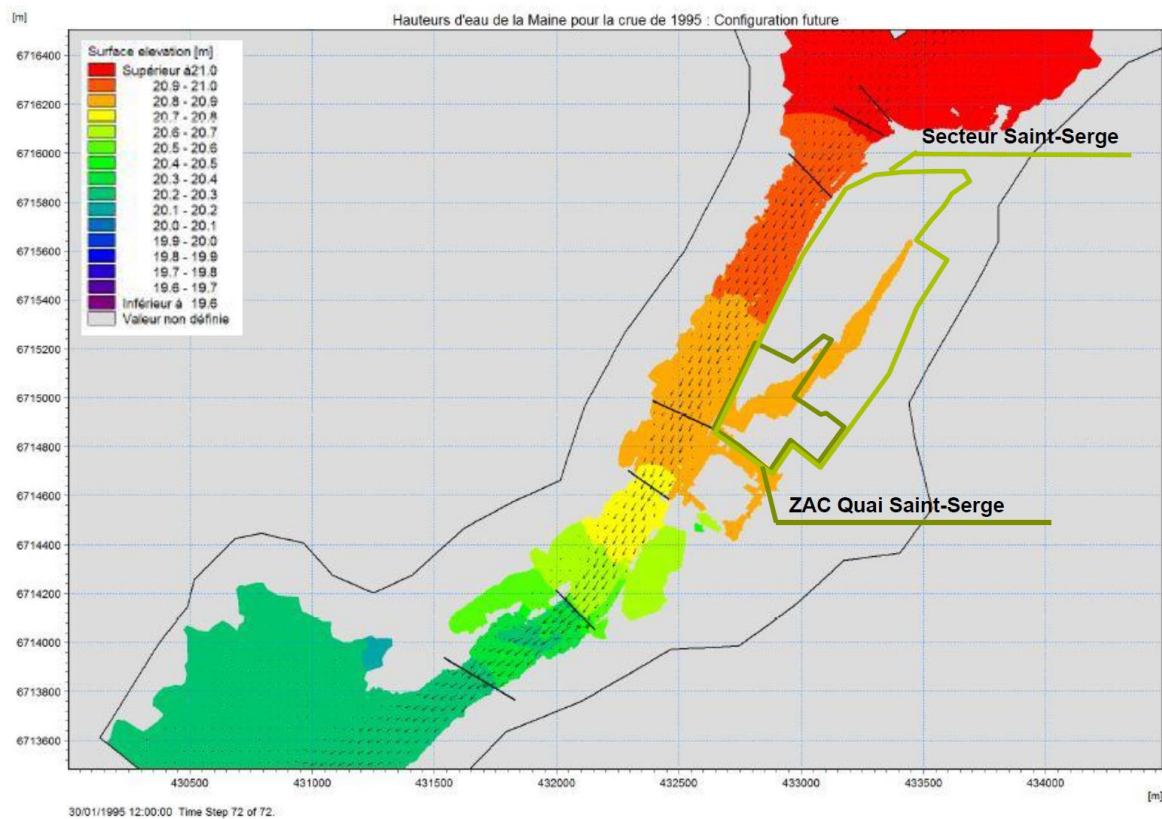 [m]
Hauteurs d'eau de la Maine pour la crue de 1995 : Configuration future
Surface elevation [m]
Supérieur à21.0
20.9 - 21.0
20.8 - 20.9
20.7 - 20.8
20.6 - 20.7
20.5 - 20.6
20.4 - 20.5
20.3 - 20.4
20.2 - 20.3
20.1 - 20.2
20.0 - 20.1
19.9 - 20.0
19.8 - 19.9
19.7 - 19.8
19.6 - 19.7
Inférieur à 19.6
Valeur non définie
6716400
6716200
6716000
6715800
6715600
6715400
6715200
6715000
6714800
6714600
6714400
6714200
6714000
6713800
6713600
Secteur Saint-Serge
ZAC Quai Saint-Serge
430500
431000
431500
432000
432500
433000
433500
434000
[m]
30/01/1995 12:00:00 Time Step 72 of 72.